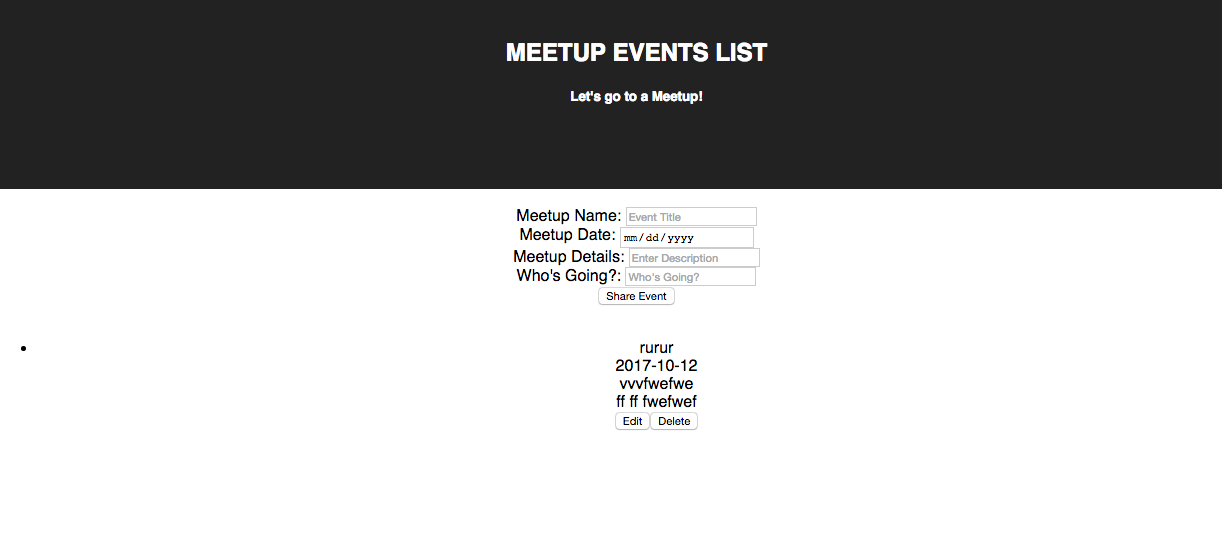 MEETUP EVENTS LIST
Let's go to a Meetup!
Meetup Name: Event Title
Meetup Date: mm/dd/yyyy
Meetup Details: Enter Description
Who's Going?: Who's Going?
Share Event
rurur
2017-10-12
vvvfwefwe
ff ff fwefwef
Edit Delete